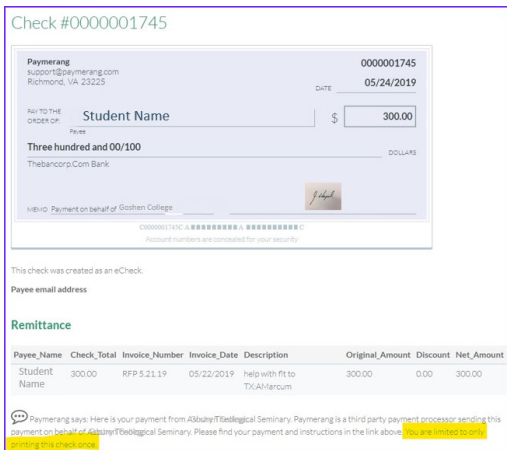 Check #0000001745
Paymerang 0000001745
support@paymerang.com
Richmond, VA 23225 DATE 05/24/2019
PAY TO THE
ORDER OF: Student Name $ 300.00
Payee
Three hundred and 00/100 DOLLARS
Thebancorp.Com Bank
MEMO: Payment on behalf of Goshen College
C0000001745C A A C
Account numbers are concealed for your security
This check was created as an eCheck.
Payee email address
Remittance
Payee_Name Check_Total Invoice_Number Invoice_Date Description Original_Amount Discount Net_Amount
Student Name 300.00 RFP 5.21.19 05/22/2019 help with flt to TX:AMarcum 300.00 0.00 300.00
Paymerang says: Here is your payment from Asbury Theological Seminary. Paymerang is a third party payment processor sending this
payment on behalf of Theological Seminary. Please find your payment and instructions in the link above. You are limited to only
printing this check once.